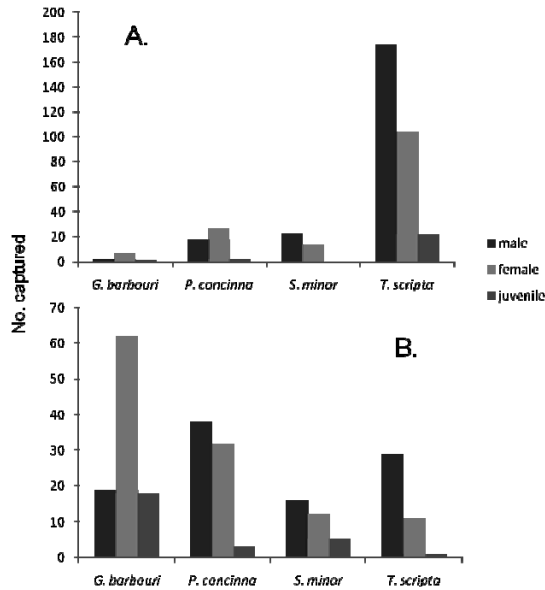 200
180
160
140
120
100
80
60
40
20
0
A.
G. barbouri P. concinna S. minor T. scripta
No. captured
male
female
juvenile
70
60
50
40
30
20
10
0
B.
G. barbouri P. concinna S. minor T. scripta